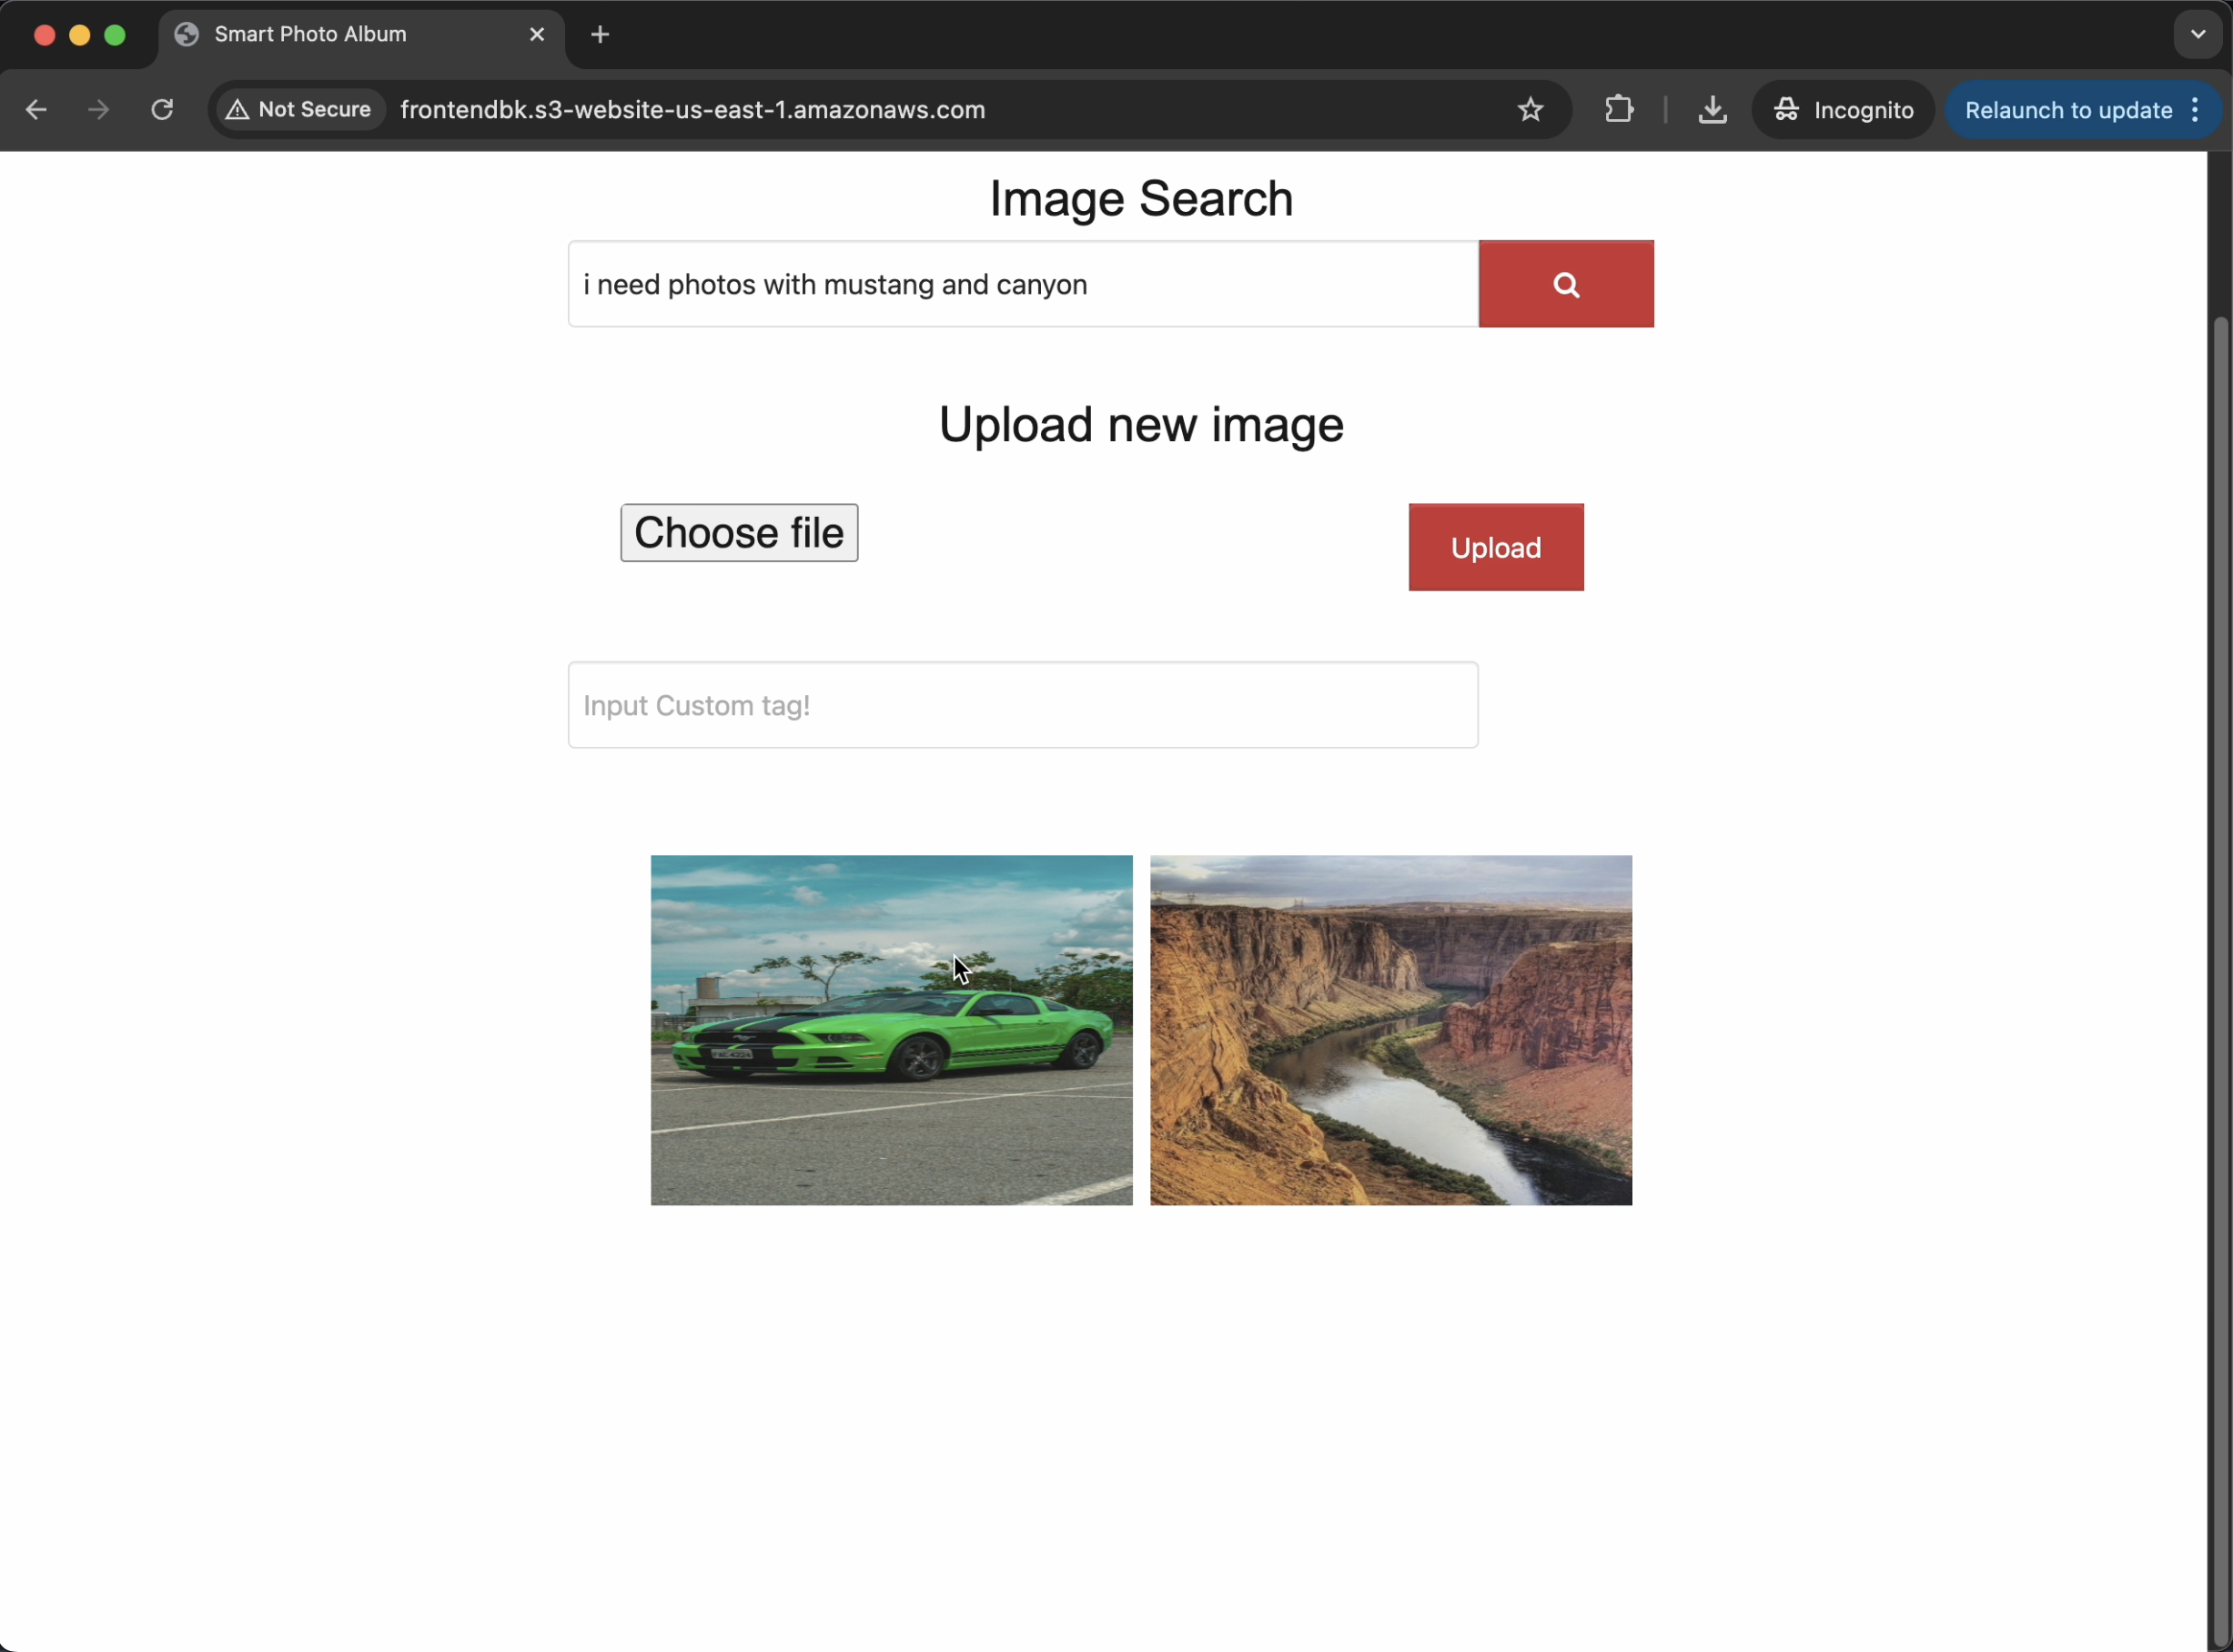 Smart Photo Album
Not Secure
frontendbk.s3-website-us-east-1.amazonaws.com
Incognito
Relaunch to update
Image Search
i need photos with mustang and canyon
Upload new image
Choose file
Upload
Input Custom tag!